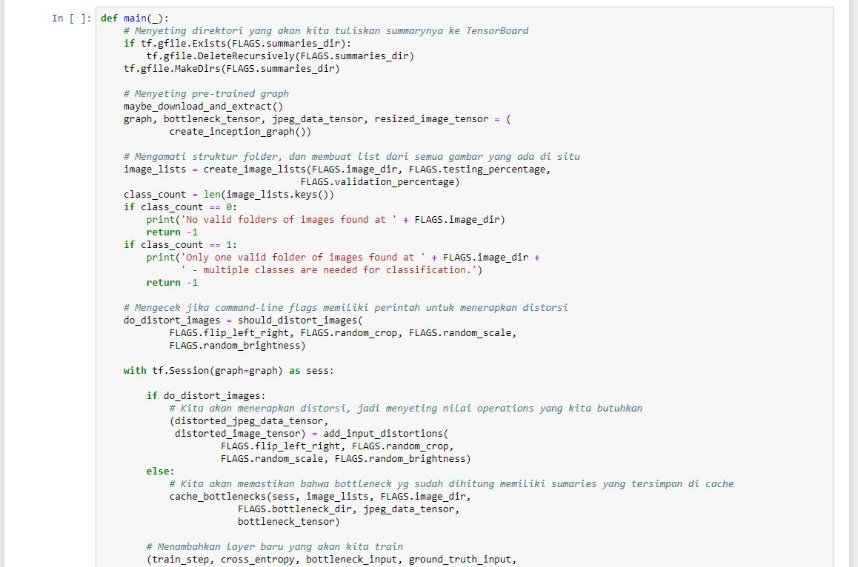 In [ ]: def main(_):
# Menyeting direktori yang akan kita tuliskan summarynya ke TensorBoard
if tf.gfile.Exists(FLAGS.summaries_dir):
tf.gfile.DeleteRecursively(FLAGS.summaries_dir)
tf.gfile.MakeDirs(FLAGS.summaries_dir)
# Menyeting pre-trained graph
maybe_download_and_extract()
graph, bottleneck_tensor, jpeg_data_tensor, resized_image_tensor = (
create_inception_graph())
# Mengamati struktur folder, dan membuat list dari semua gambar yang ada di situ
image_lists = create_image_lists(FLAGS.image_dir, FLAGS.testing_percentage,
FLAGS.validation_percentage)
class_count = len(image_lists.keys())
if class_count == 0:
print('No valid folders of images found at ' + FLAGS.image_dir)
return -1
if class_count == 1:
print('Only one valid folder of images found at ' + FLAGS.image_dir +
' - multiple classes are needed for classification.')
return -1
# Mengecek jika command-line flags memiliki perintah untuk menerapkan distorsi
do_distort_images = should_distort_images(
FLAGS.flip_left_right, FLAGS.random_crop, FLAGS.random_scale,
FLAGS.random_brightness)
with tf.Session(graph=graph) as sess:
if do_distort_images:
# Kita akan menerapkan distorsi, jadi menyeting nilai operations yang kita butuhkan
(distorted_jpeg_data_tensor,
distorted_image_tensor) = add_input_distortions(
FLAGS.flip_left_right, FLAGS.random_crop,
FLAGS.random_scale, FLAGS.random_brightness)
else:
# Kita akan memastikan bahwa bottleneck yg sudah dihitung memiliki sumaries yang tersimpan di cache
cache_bottlenecks(sess, image_lists, FLAGS.image_dir,
FLAGS.bottleneck_dir, jpeg_data_tensor,
bottleneck_tensor)
# Menambahkan layer baru yang akan kita train
(train_step, cross_entropy, bottleneck_input, ground_truth_input,